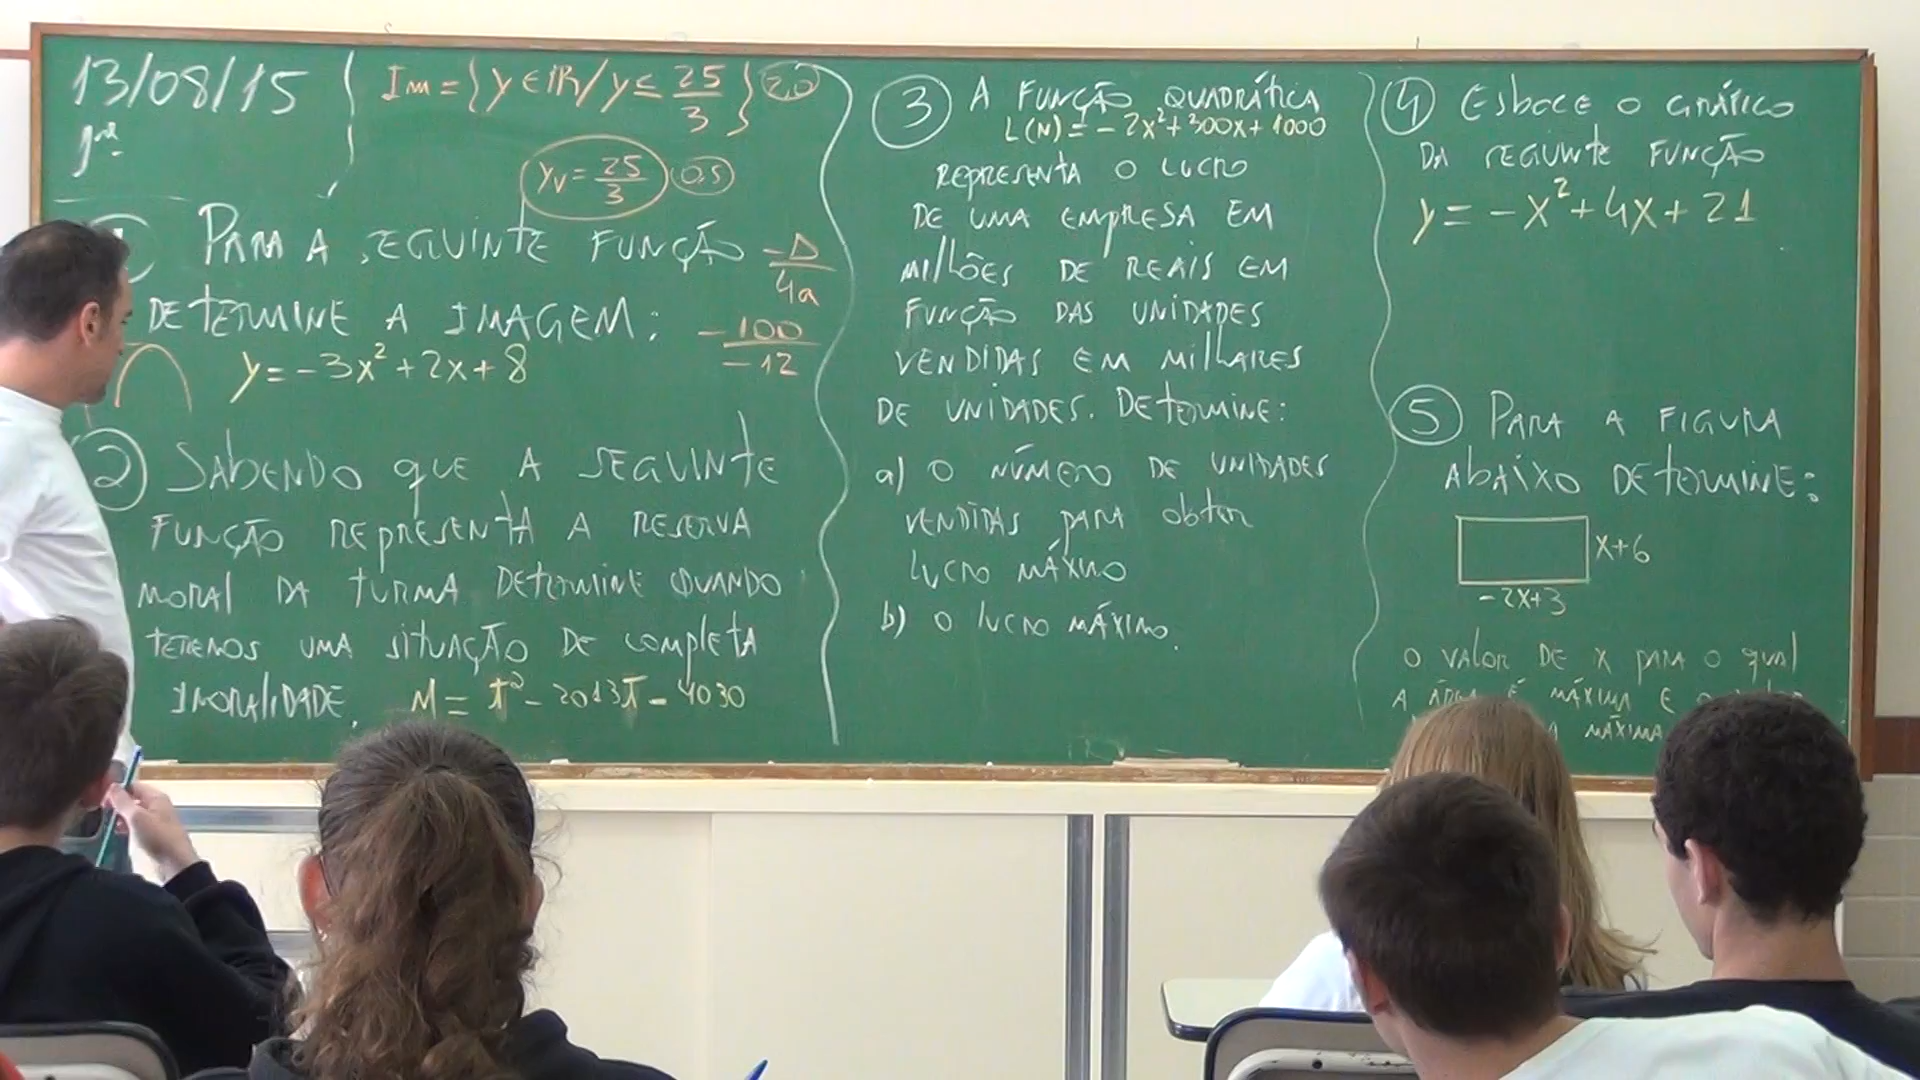 13/08/15
1ª
Im = {y ∈ IR / y ≤ 25/3} 2,0
yv = 25/3 0,5
1 PARA A SEGUINTE FUNÇÃO
DETERMINE A IMAGEM:
y = -3x² + 2x + 8
-Δ/4a
-100/-12
2 SABENDO QUE A SEGUINTE
FUNÇÃO REPRESENTA A RESERVA
MORAL DA TURMA DETERMINE QUANDO
TEREMOS UMA SITUAÇÃO DE COMPLETA
IMORALIDADE. M = t² - 2013t - 4030
3 A FUNÇÃO QUADRÁTICA
L(N) = -2x² + 300x + 1000
REPRESENTA O LUCRO
DE UMA EMPRESA EM
MILHÕES DE REAIS EM
FUNÇÃO DAS UNIDADES
VENDIDAS EM MILHARES
DE UNIDADES. DETERMINE:
a) O NÚMERO DE UNIDADES
VENDIDAS PARA OBTER
LUCRO MÁXIMO
b) O LUCRO MÁXIMO.
4 ESBOCE O GRÁFICO
DA SEGUINTE FUNÇÃO
y = -x² + 4x + 21
5 PARA A FIGURA
ABAIXO DETERMINE:
x+6
-2x+3
O VALOR DE X PARA O QUAL
A ÁREA É MÁXIMA E O
MÁXIMA